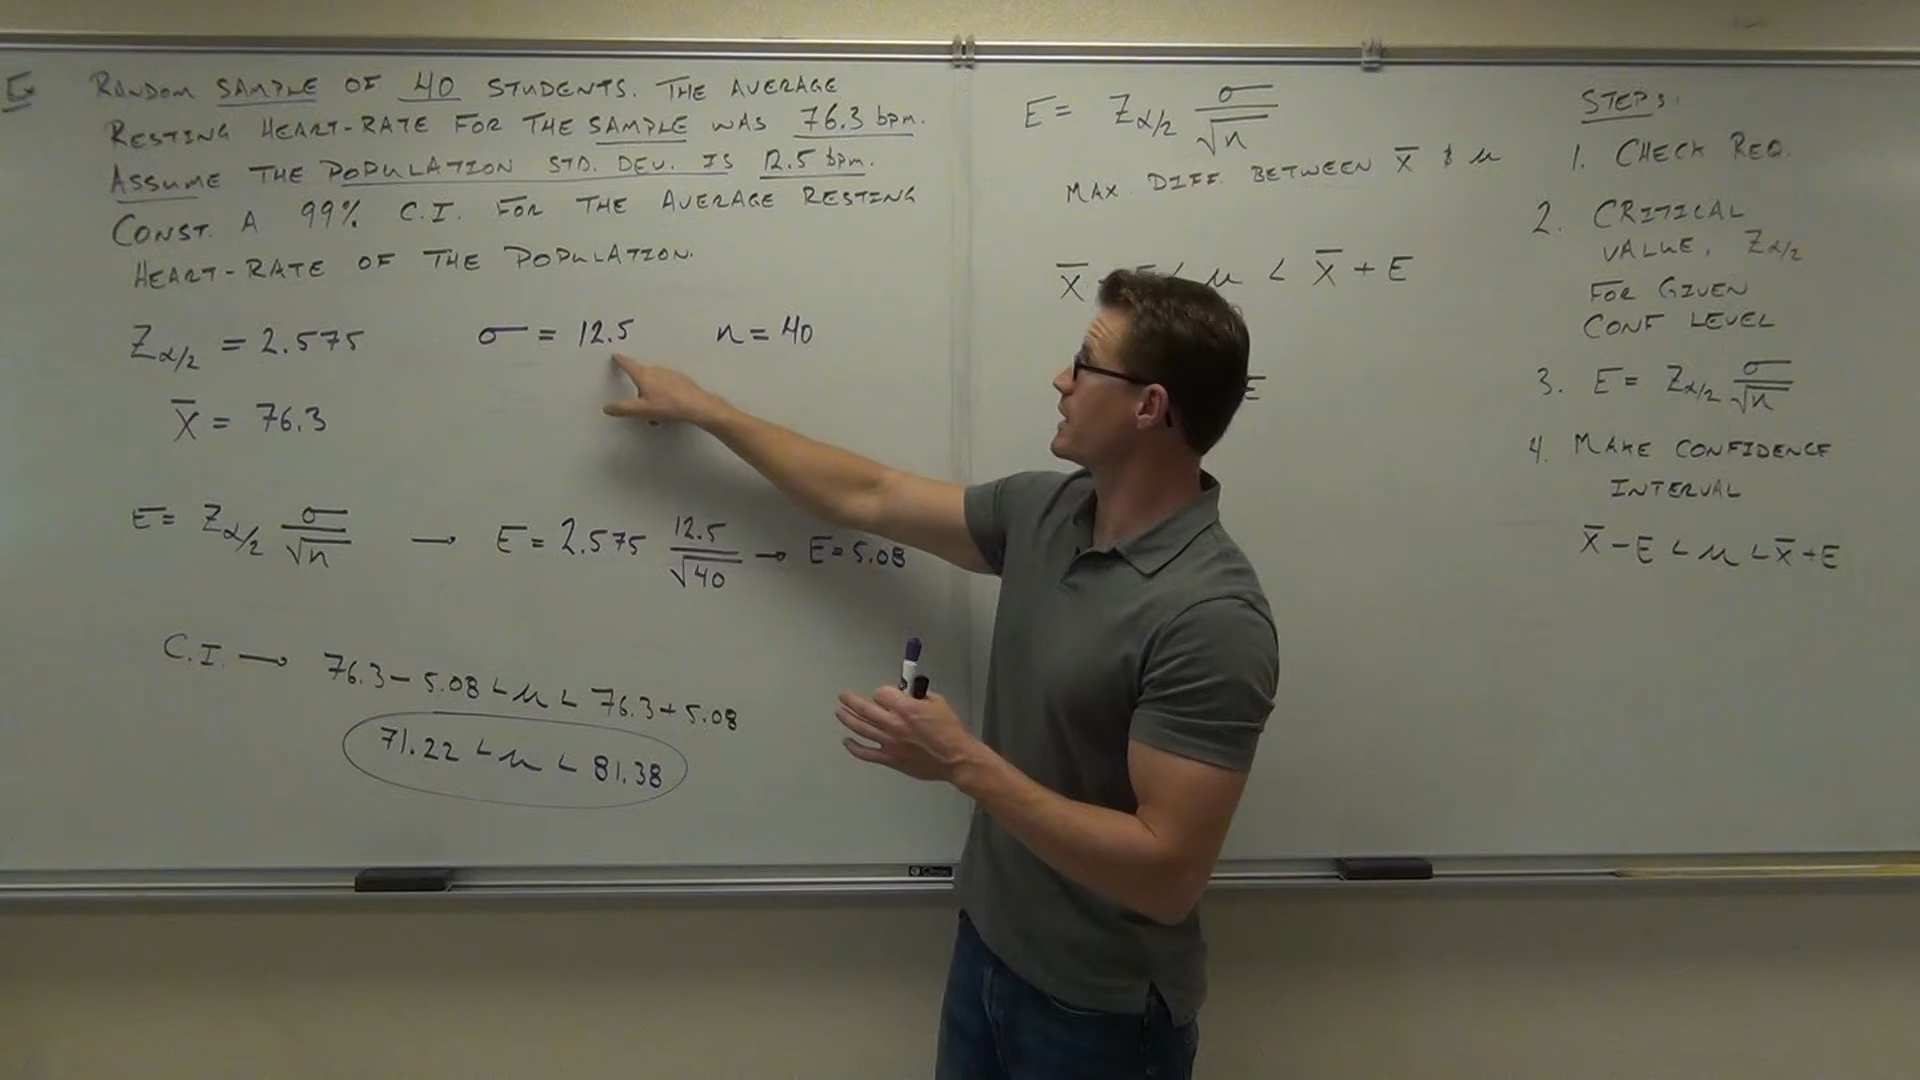 Ex RANDOM SAMPLE OF 40 STUDENTS. THE AVERAGE
RESTING HEART-RATE FOR THE SAMPLE WAS 76.3 bpm.
ASSUME THE POPULATION STD. DEV. IS 12.5 bpm.
CONST. A 99% C.I. FOR THE AVERAGE RESTING
HEART-RATE OF THE POPULATION.
Zα/2 = 2.575 σ = 12.5 n = 40
x̄ = 76.3
E = Zα/2 σ/√n → E = 2.575 12.5/√40 → E = 5.08
C.I. → 76.3 - 5.08 < μ < 76.3 + 5.08
71.22 < μ < 81.38
E = Zα/2 σ/√n
MAX. DIFF. BETWEEN x̄ & μ
x̄ - E < μ < x̄ + E
E
STEPS:
1. CHECK REQ.
2. CRITICAL
VALUE, Zα/2
FOR GIVEN
CONF LEVEL
3. E = Zα/2 σ/√n
4. MAKE CONFIDENCE
INTERVAL
x̄ - E < μ < x̄ + E